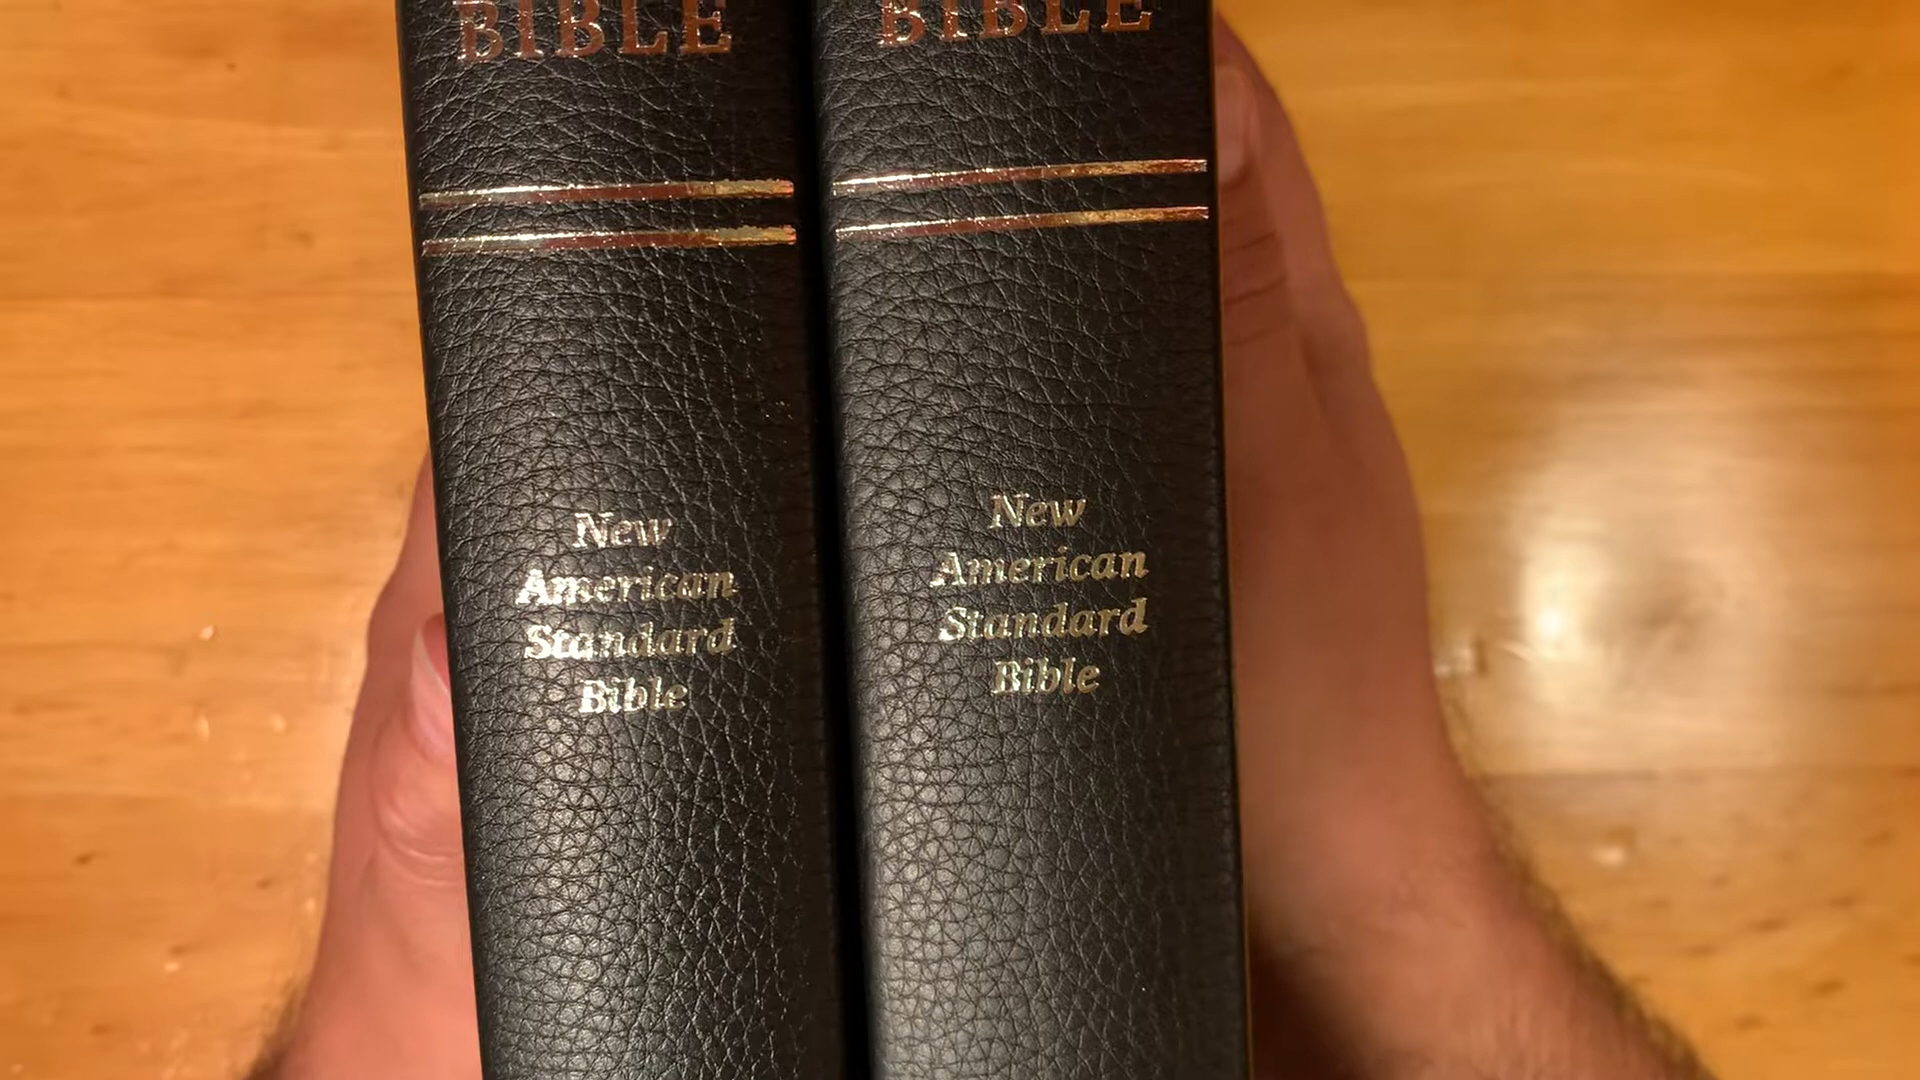 BIBLE
New
American
Standard
Bible
BIBLE
New
American
Standard
Bible